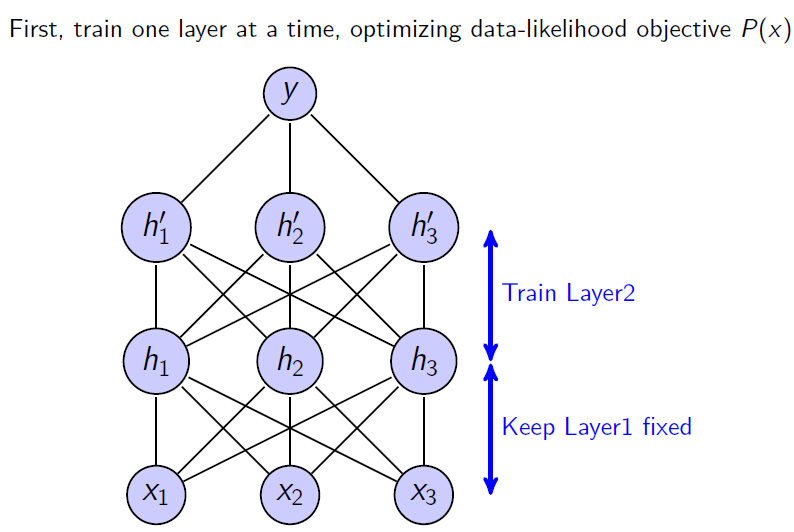 First, train one layer at a time, optimizing data-likelihood objective P(x)
y
h′₁ h′₂ h′₃
Train Layer2
h₁ h₂ h₃
Keep Layer1 fixed
x₁ x₂ x₃